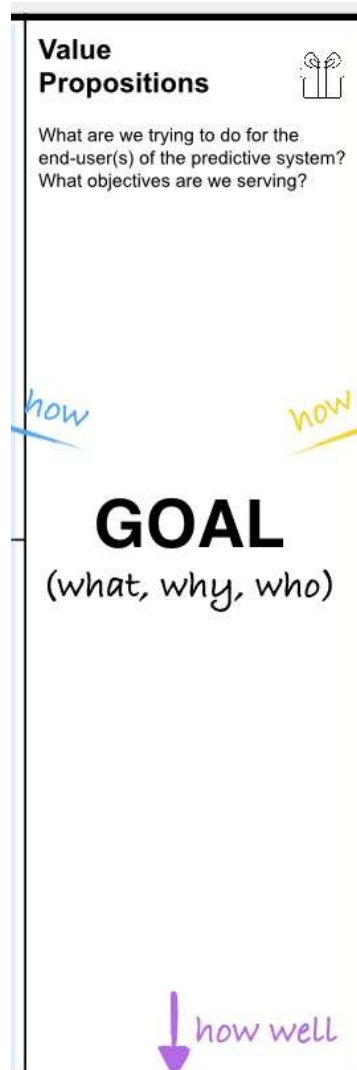 Value
Propositions
What are we trying to do for the
end-user(s) of the predictive system?
What objectives are we serving?
how
how
GOAL
(what, why, who)
how well